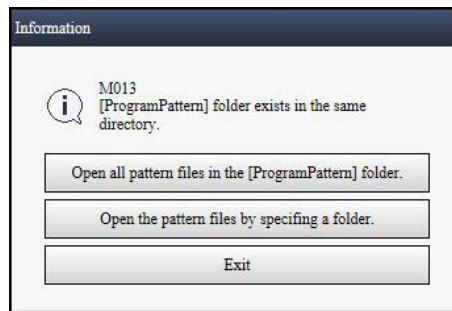 Information
M013
[ProgramPattern] folder exists in the same
directory.
Open all pattern files in the [ProgramPattern] folder.
Open the pattern files by specifing a folder.
Exit